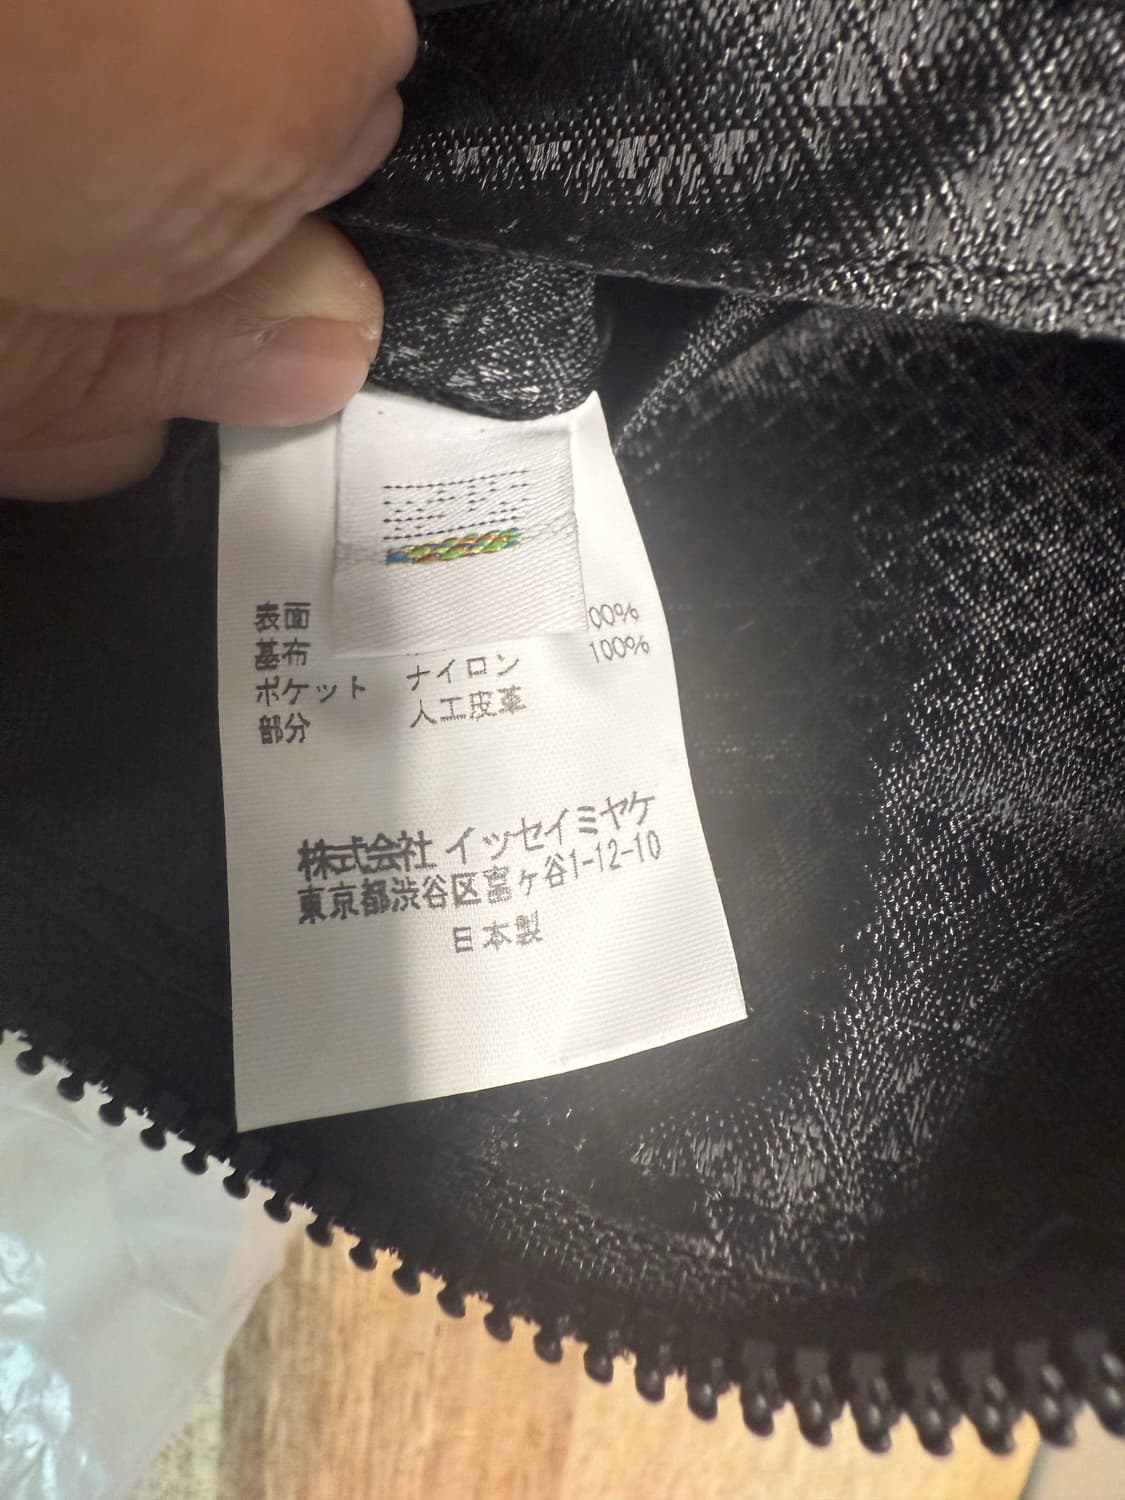 表面 00%
基布 100%
ポケット ナイロン
部分 人工皮革
株式会社 イッセイミヤケ
東京都渋谷区富ヶ谷1-12-10
日本製